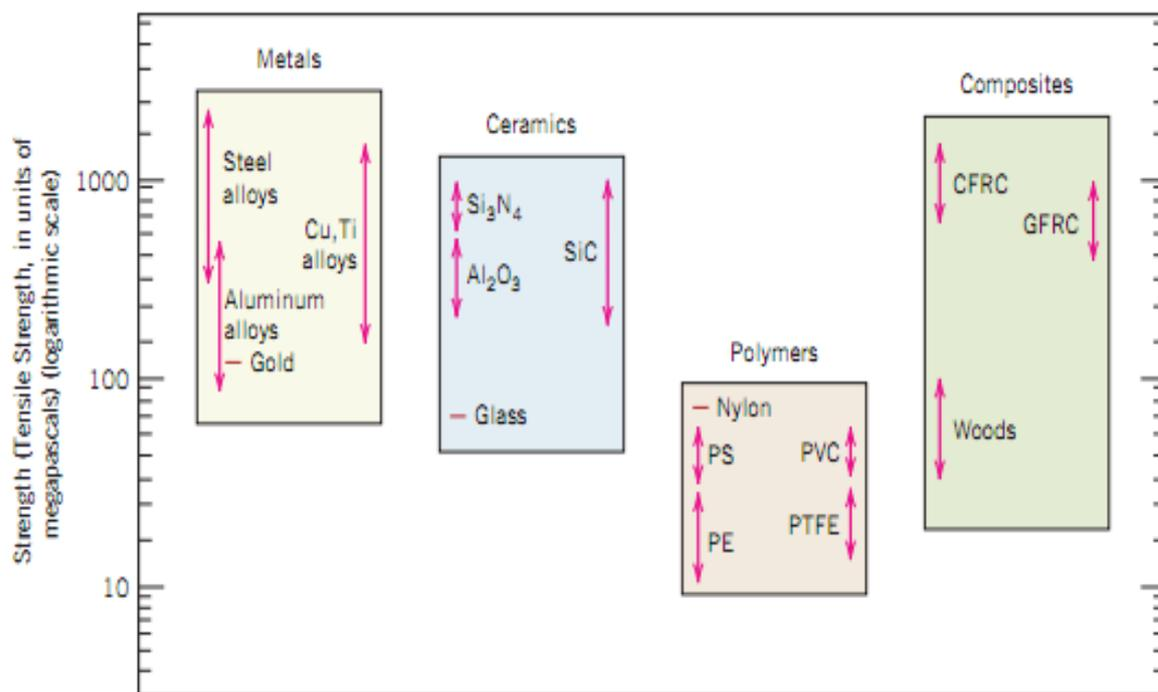 Strength (Tensile Strength, in units of
megapascals) (logarithmic scale)
1000
100
10
Metals
Steel
alloys
Cu,Ti
alloys
Aluminum
alloys
Gold
Ceramics
Si₃N₄
SiC
Al₂O₃
Glass
Polymers
Nylon
PS
PVC
PTFE
PE
Composites
CFRC
GFRC
Woods